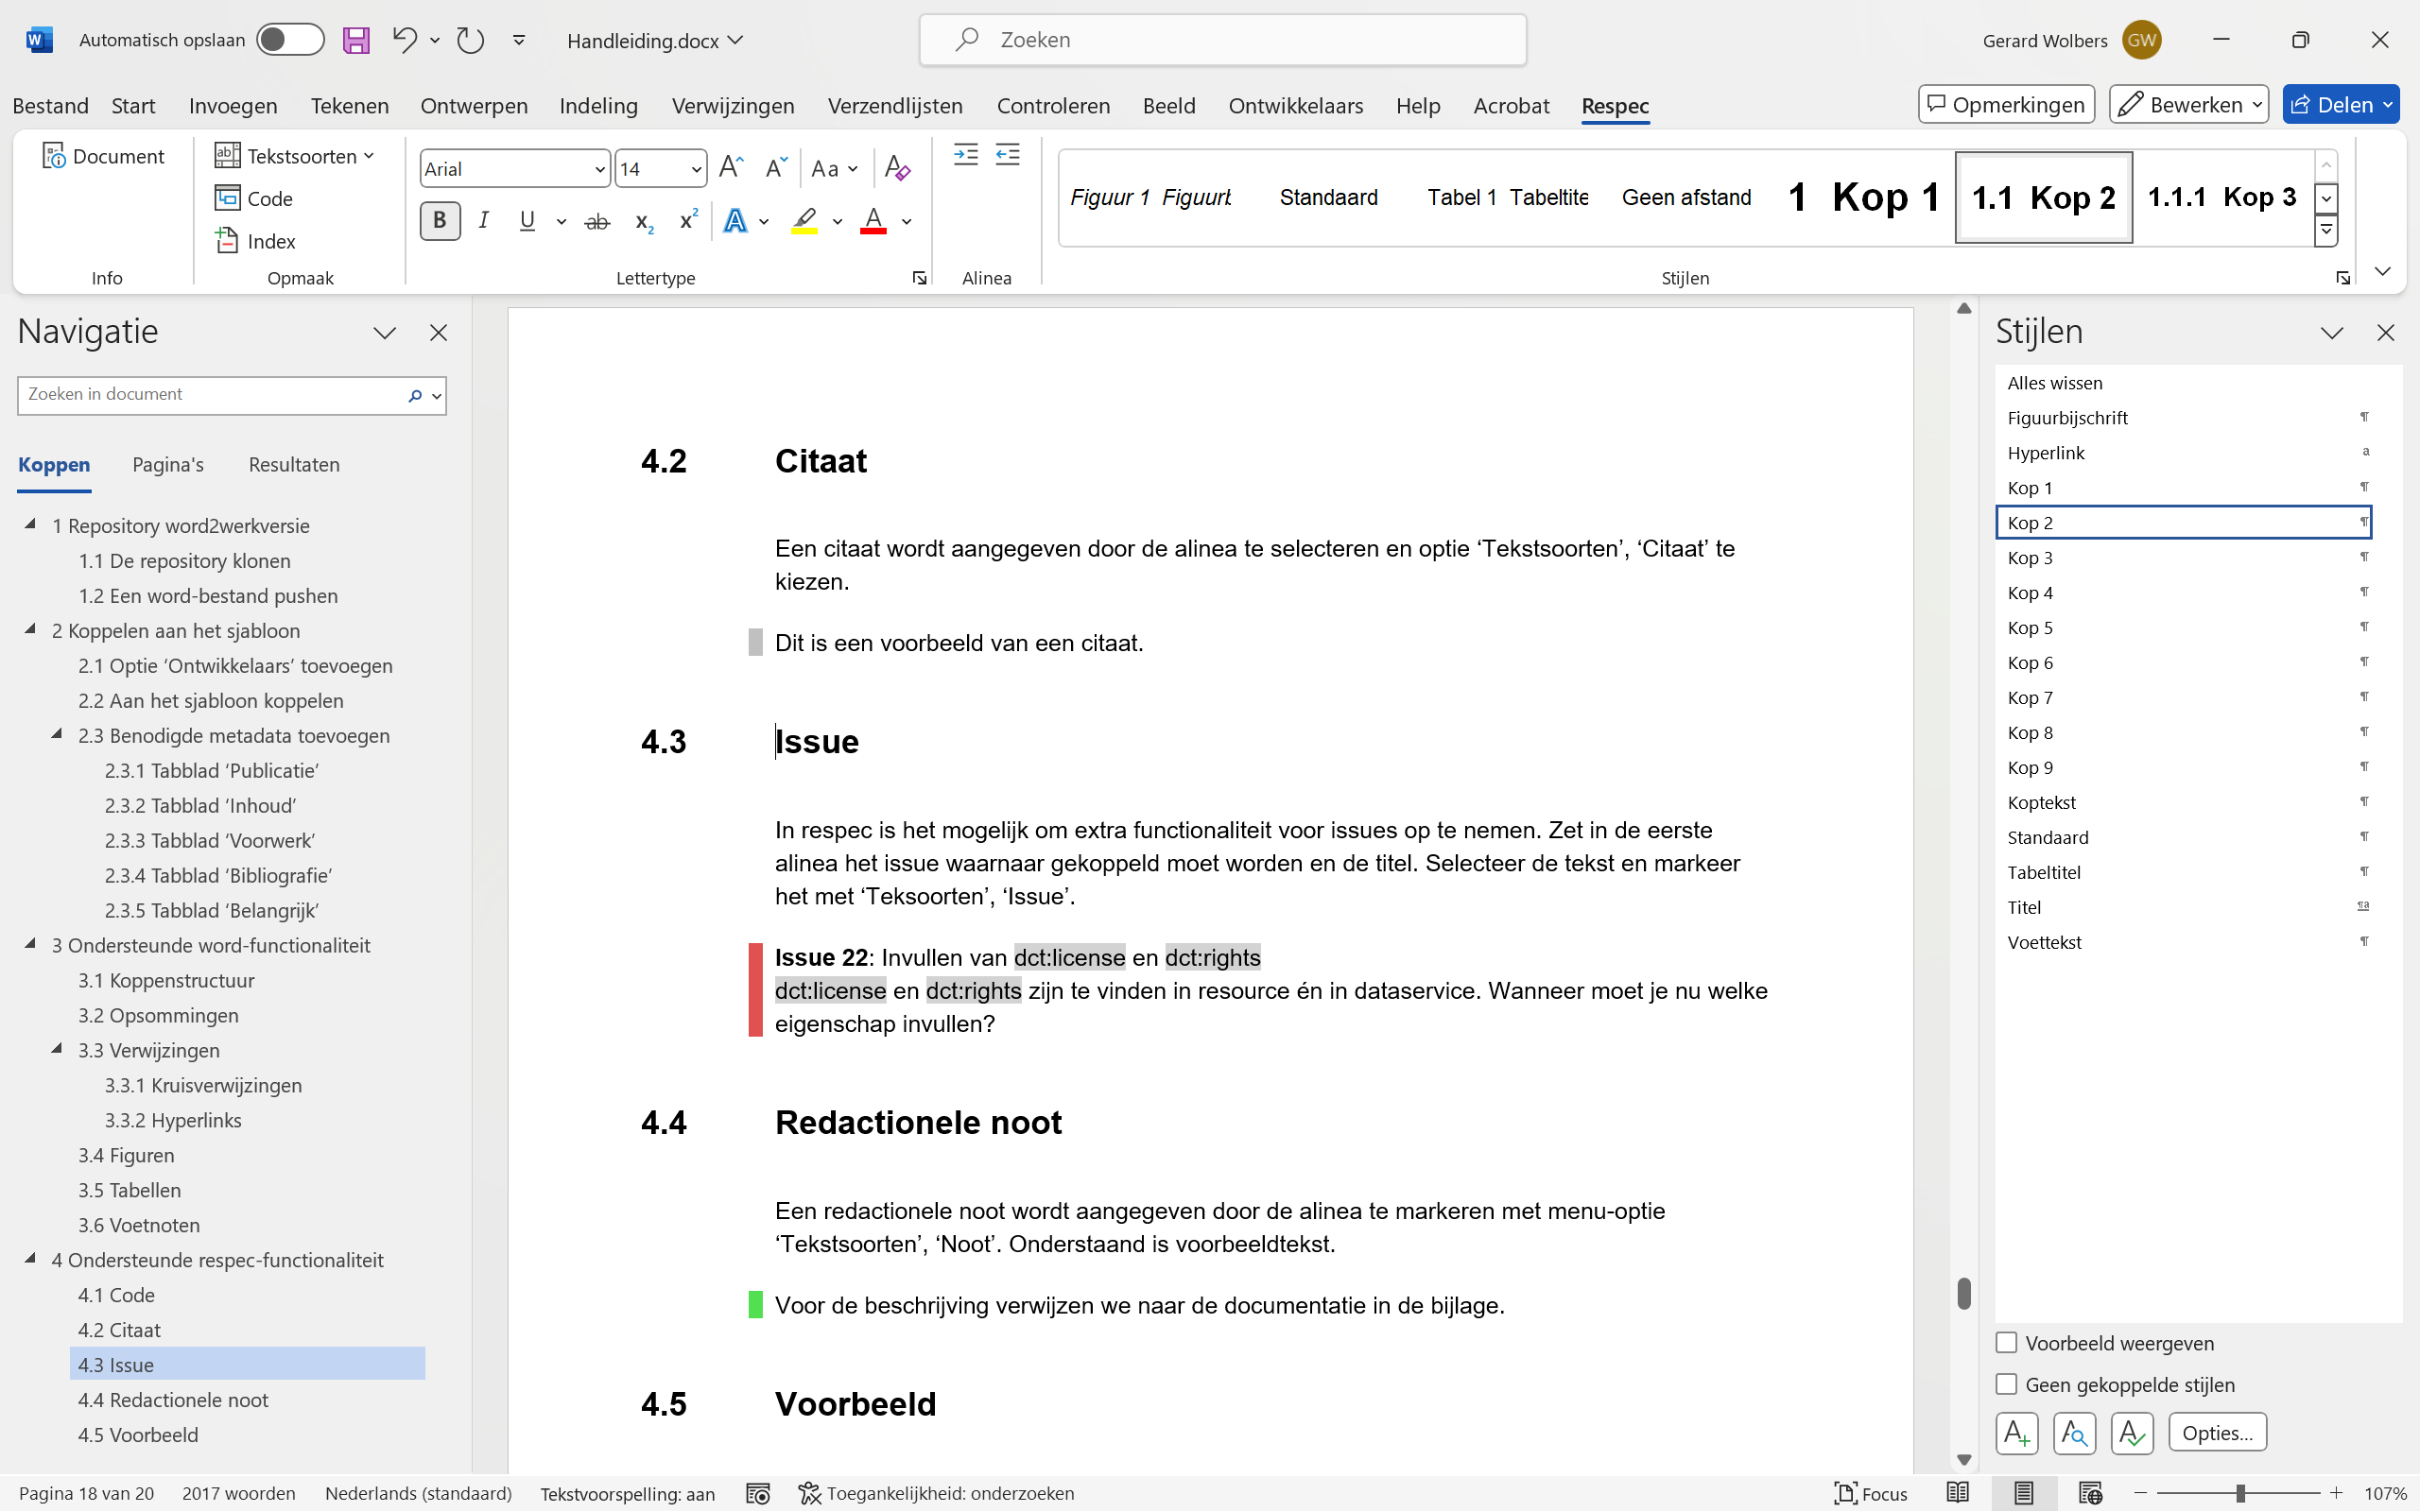 Automatisch opslaan Handleiding.docx Zoeken Gerard Wolbers GW
Bestand Start Invoegen Tekenen Ontwerpen Indeling Verwijzingen Verzendlijsten Controleren Beeld Ontwikkelaars Help Acrobat Respec Opmerkingen Bewerken Delen
Document
Info
Tekstsoorten
Code
Index
Opmaak
Arial 14
Lettertype
Alinea
Figuur 1 Figuurt Standaard Tabel 1 Tabeltite Geen afstand 1 Kop 1 1.1 Kop 2 1.1.1 Kop 3
Stijlen
Navigatie
Zoeken in document
Koppen Pagina's Resultaten
1 Repository word2werkversie
1.1 De repository klonen
1.2 Een word-bestand pushen
2 Koppelen aan het sjabloon
2.1 Optie ‘Ontwikkelaars’ toevoegen
2.2 Aan het sjabloon koppelen
2.3 Benodigde metadata toevoegen
2.3.1 Tabblad ‘Publicatie’
2.3.2 Tabblad ‘Inhoud’
2.3.3 Tabblad ‘Voorwerk’
2.3.4 Tabblad ‘Bibliografie’
2.3.5 Tabblad ‘Belangrijk’
3 Ondersteunde word-functionaliteit
3.1 Koppenstructuur
3.2 Opsommingen
3.3 Verwijzingen
3.3.1 Kruisverwijzingen
3.3.2 Hyperlinks
3.4 Figuren
3.5 Tabellen
3.6 Voetnoten
4 Ondersteunde respec-functionaliteit
4.1 Code
4.2 Citaat
4.3 Issue
4.4 Redactionele noot
4.5 Voorbeeld
4.2 Citaat
Een citaat wordt aangegeven door de alinea te selecteren en optie ‘Tekstsoorten’, ‘Citaat’ te
kiezen.
Dit is een voorbeeld van een citaat.
4.3 Issue
In respec is het mogelijk om extra functionaliteit voor issues op te nemen. Zet in de eerste
alinea het issue waarnaar gekoppeld moet worden en de titel. Selecteer de tekst en markeer
het met ‘Teksoorten’, ‘Issue’.
Issue 22: Invullen van dct:license en dct:rights
dct:license en dct:rights zijn te vinden in resource én in dataservice. Wanneer moet je nu welke
eigenschap invullen?
4.4 Redactionele noot
Een redactionele noot wordt aangegeven door de alinea te markeren met menu-optie
‘Tekstsoorten’, ‘Noot’. Onderstaand is voorbeeldtekst.
Voor de beschrijving verwijzen we naar de documentatie in de bijlage.
4.5 Voorbeeld
Stijlen
Alles wissen
Figuurbijschrift ¶
Hyperlink a
Kop 1 ¶
Kop 2 ¶
Kop 3 ¶
Kop 4 ¶
Kop 5 ¶
Kop 6 ¶
Kop 7 ¶
Kop 8 ¶
Kop 9 ¶
Koptekst ¶
Standaard ¶
Tabeltitel ¶
Titel ¶a
Voettekst ¶
Voorbeeld weergeven
Geen gekoppelde stijlen
Opties...
Pagina 18 van 20 2017 woorden Nederlands (standaard) Tekstvoorspelling: aan Toegankelijkheid: onderzoeken Focus 107%